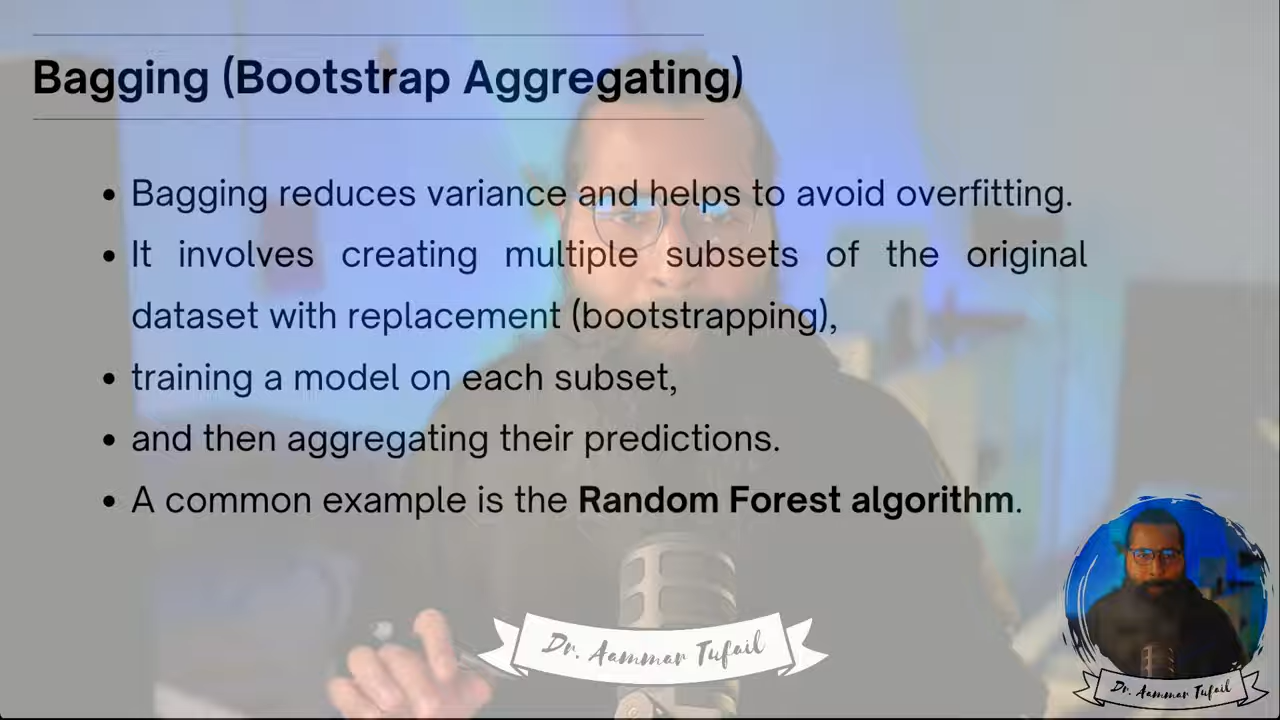 Bagging (Bootstrap Aggregating)
• Bagging reduces variance and helps to avoid overfitting.
• It involves creating multiple subsets of the original
dataset with replacement (bootstrapping),
• training a model on each subset,
• and then aggregating their predictions.
• A common example is the Random Forest algorithm.
Dr. Aammar Tufail
Dr. Aammar Tufail